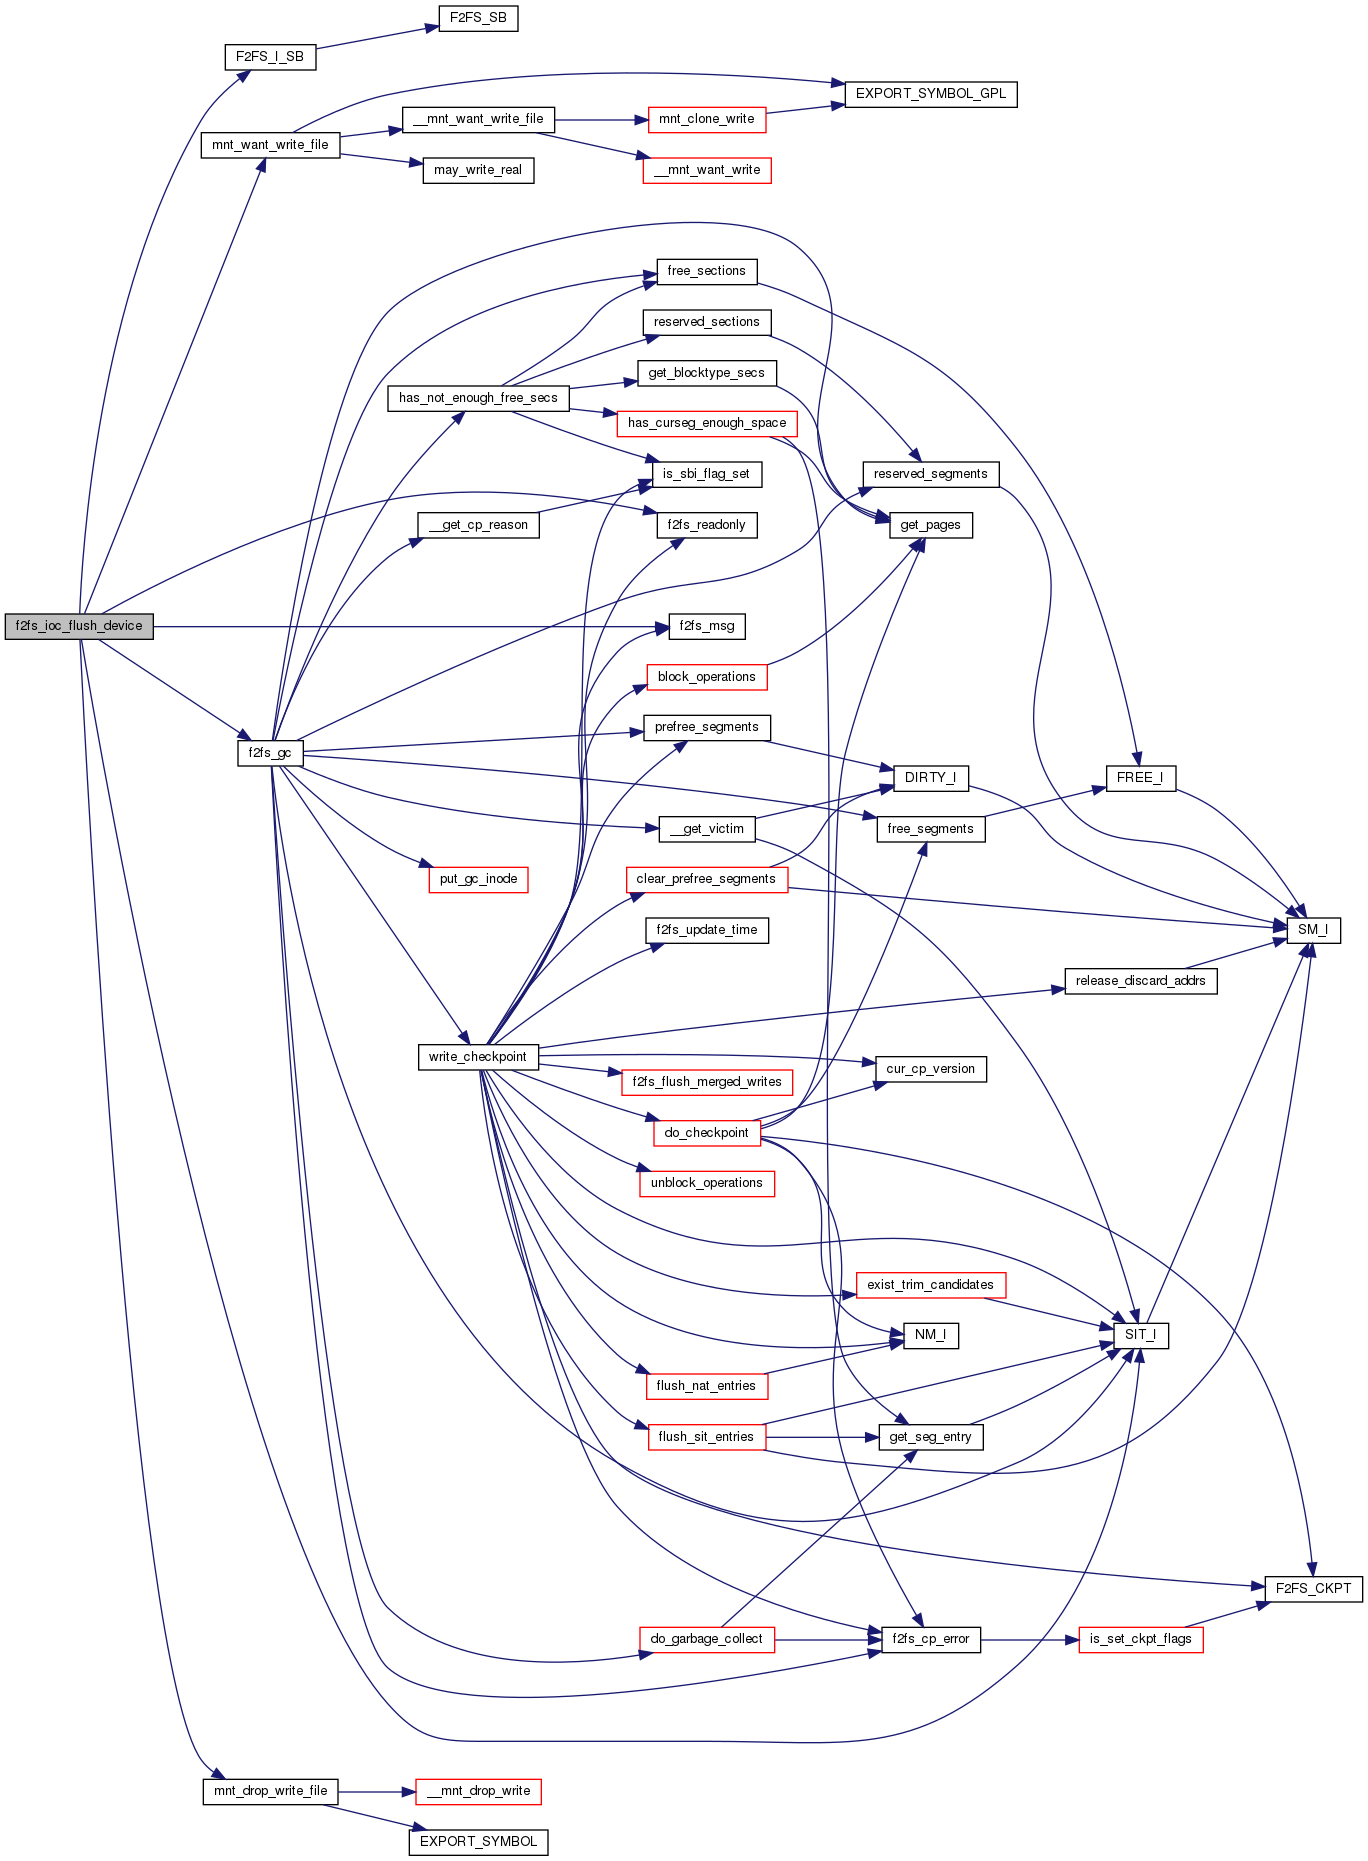 F2FS_SB
F2FS_I_SB
EXPORT_SYMBOL_GPL
__mnt_want_write_file
mnt_clone_write
mnt_want_write_file
may_write_real
__mnt_want_write
free_sections
reserved_sections
get_blocktype_secs
has_not_enough_free_secs
has_curseg_enough_space
is_sbi_flag_set
reserved_segments
__get_cp_reason
f2fs_readonly
get_pages
f2fs_ioc_flush_device
f2fs_msg
block_operations
prefree_segments
f2fs_gc
DIRTY_I
FREE_I
__get_victim
free_segments
put_gc_inode
clear_prefree_segments
f2fs_update_time
SM_I
release_discard_addrs
write_checkpoint
cur_cp_version
f2fs_flush_merged_writes
do_checkpoint
unblock_operations
exist_trim_candidates
NM_I
SIT_I
flush_nat_entries
flush_sit_entries
get_seg_entry
F2FS_CKPT
do_garbage_collect
f2fs_cp_error
is_set_ckpt_flags
mnt_drop_write_file
__mnt_drop_write
EXPORT_SYMBOL